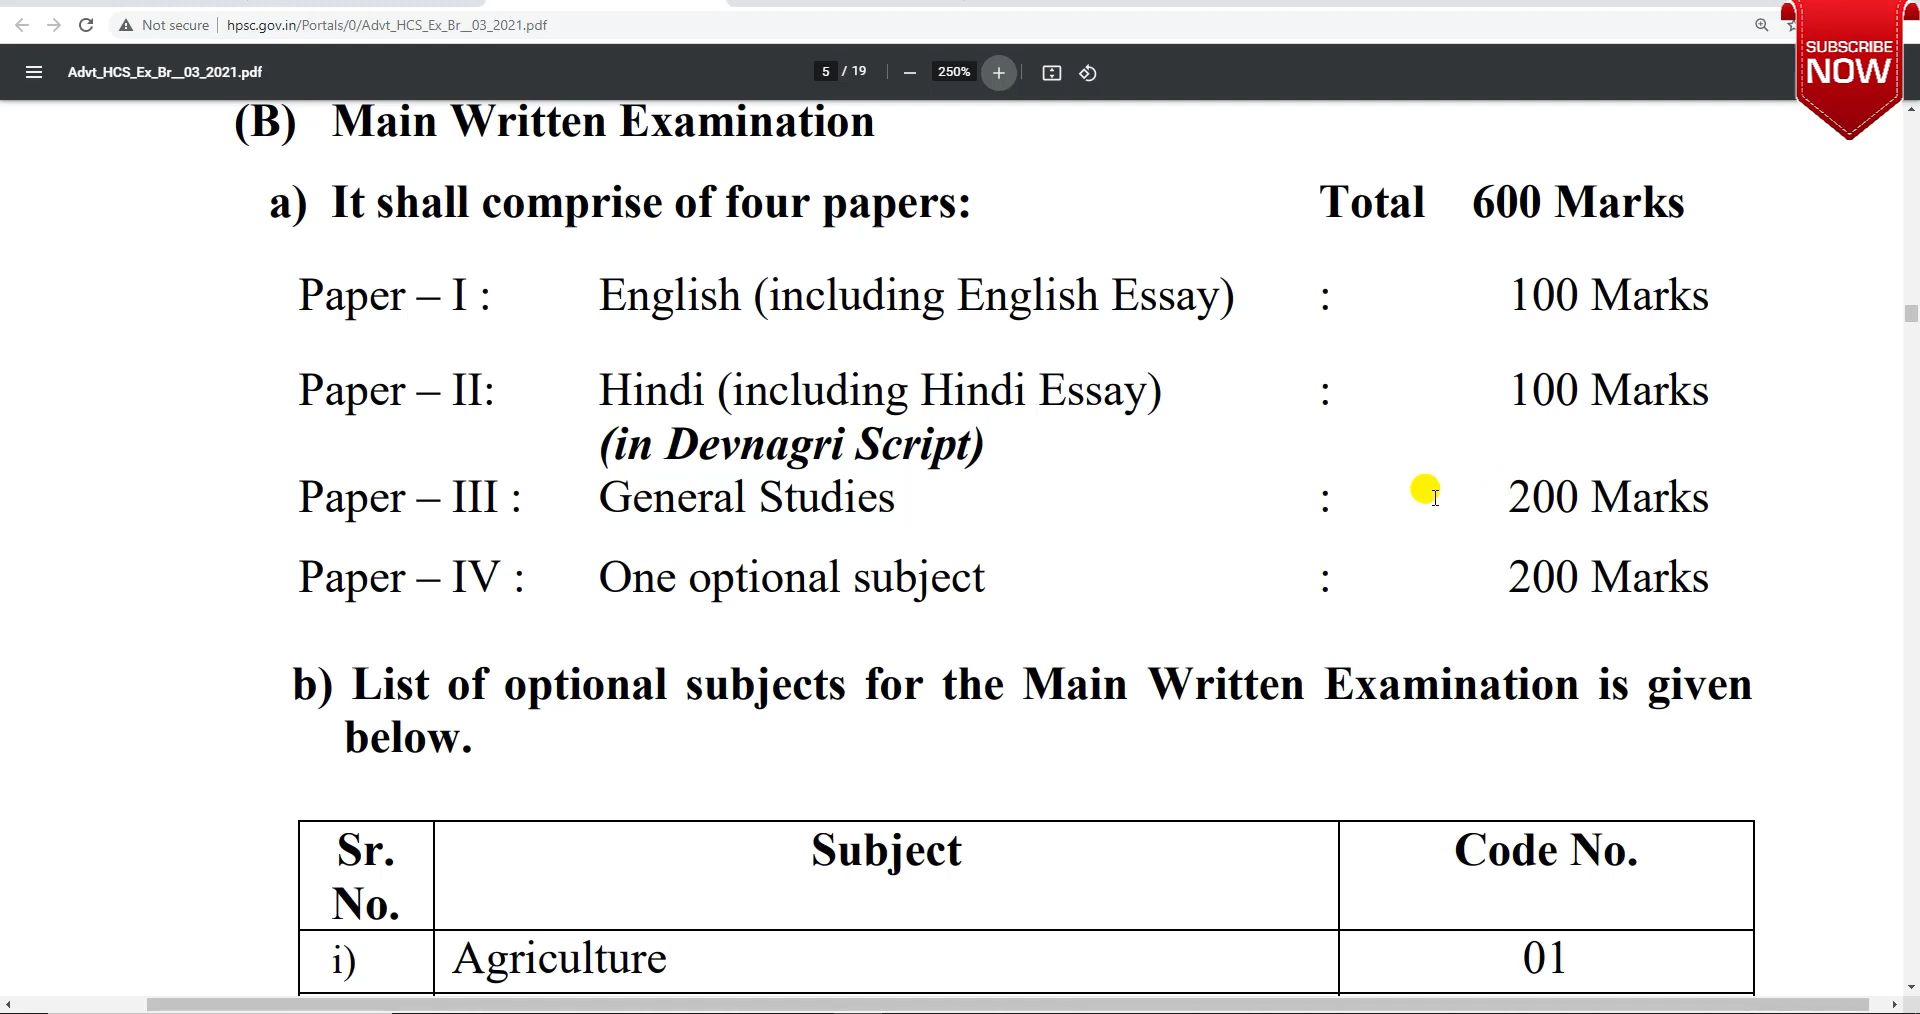 Not secure hpsc.gov.in/Portals/0/Advt_HCS_Ex_Br__03_2021.pdf
SUBSCRIBE
NOW
Advt_HCS_Ex_Br__03_2021.pdf 5 / 19 250%
(B) Main Written Examination
a) It shall comprise of four papers: Total 600 Marks
Paper – I : English (including English Essay) : 100 Marks
Paper – II: Hindi (including Hindi Essay) : 100 Marks
(in Devnagri Script)
Paper – III : General Studies : 200 Marks
Paper – IV : One optional subject : 200 Marks
b) List of optional subjects for the Main Written Examination is given
below.
Sr. Subject Code No.
No.
i) Agriculture 01